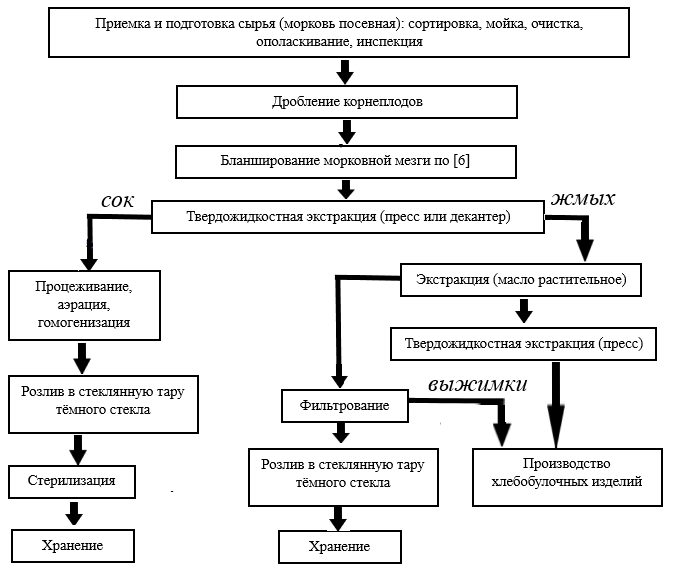 Приемка и подготовка сырья (морковь посевная): сортировка, мойка, очистка,
ополаскивание, инспекция
Дробление корнеплодов
Бланширование морковной мезги по [6]
сок
жмых
Твердожидкостная экстракция (пресс или декантер)
Процеживание,
аэрация,
гомогенизация
Экстракция (масло растительное)
Твердожидкостная экстракция (пресс)
Розлив в стеклянную тару
тёмного стекла
выжимки
Фильтрование
Стерилизация
Розлив в стеклянную тару
тёмного стекла
Производство
хлебобулочных изделий
Хранение
Хранение